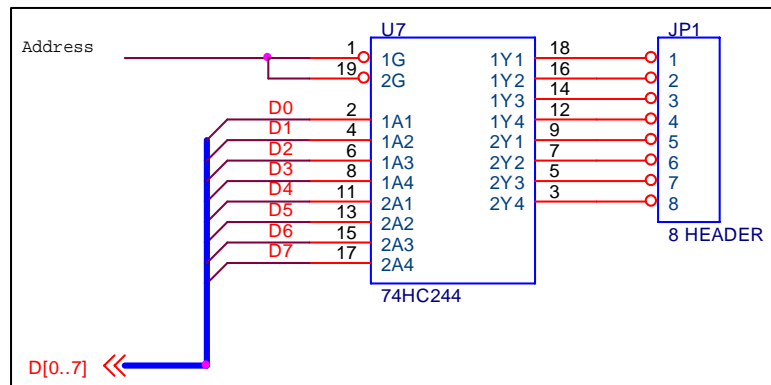 U7 JP1
Address
1 1G 1Y1 18 1
19 2G 1Y2 16 2
1Y3 14 3
D0 2 1A1 1Y4 12 4
D1 4 1A2 2Y1 9 5
D2 6 1A3 2Y2 7 6
D3 8 1A4 2Y3 5 7
D4 11 2A1 2Y4 3 8
D5 13 2A2
8 HEADER
D6 15 2A3
D7 17 2A4
74HC244
D[0..7]